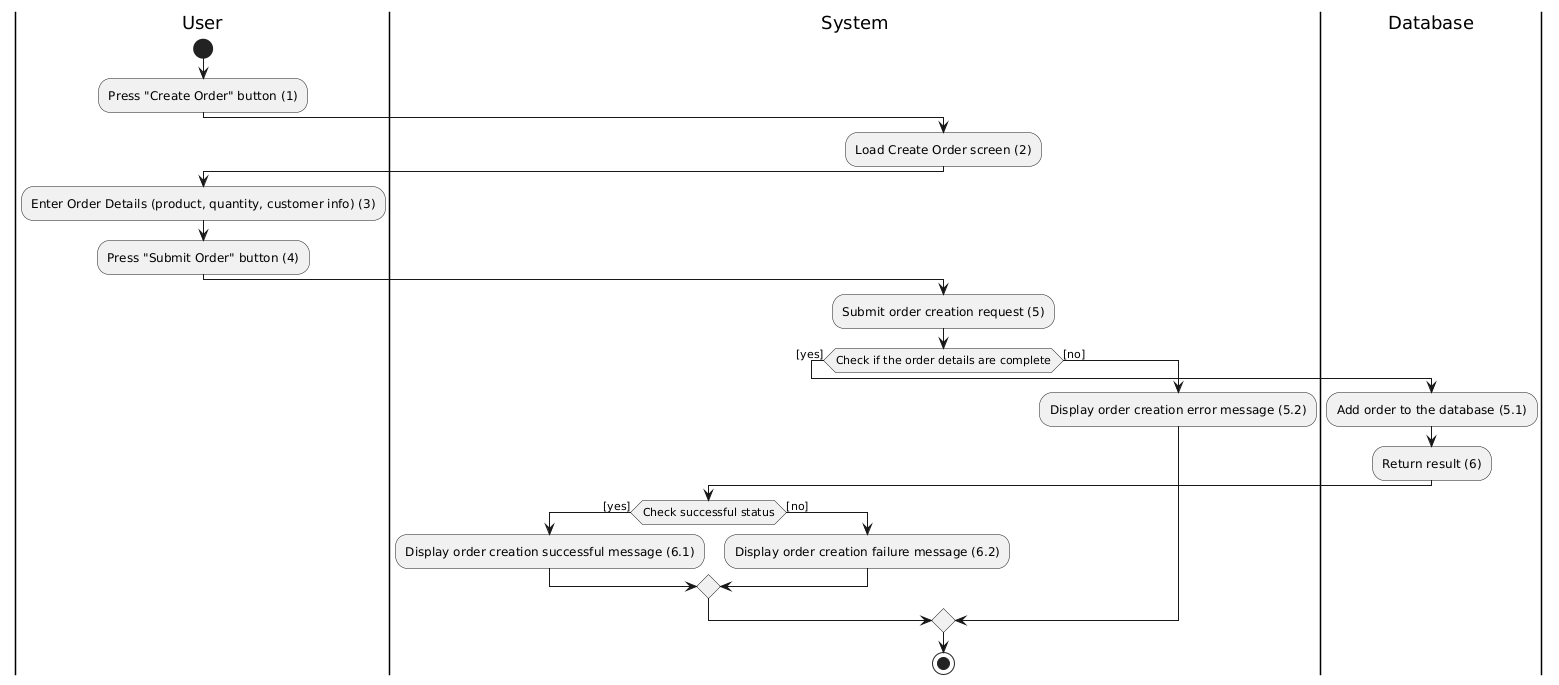 User
System
Database
Press "Create Order" button (1)
Load Create Order screen (2)
Enter Order Details (product, quantity, customer info) (3)
Press "Submit Order" button (4)
Submit order creation request (5)
[yes]
Check if the order details are complete
[no]
Display order creation error message (5.2)
Add order to the database (5.1)
Return result (6)
[yes]
Check successful status
[no]
Display order creation successful message (6.1)
Display order creation failure message (6.2)